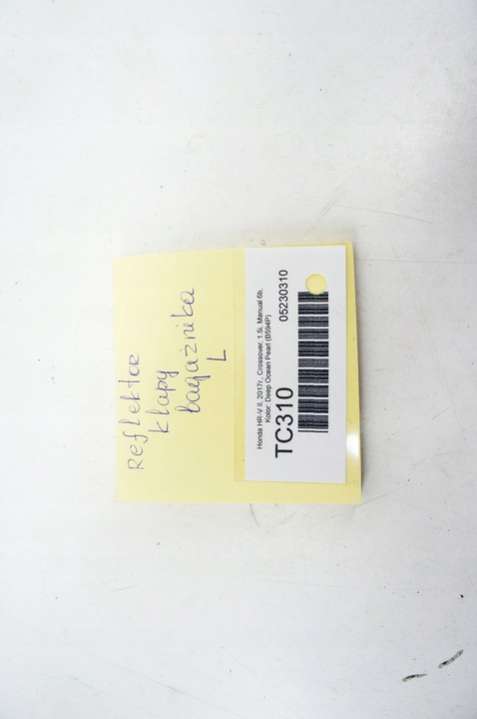 Reflektor
klapy
bagażnika
L
Honda HR-V II, 2017r, Crossover, 1.5i, Manual 6b,
Kolor: Deep Ocean Pearl (B594P)
TC310
05230310